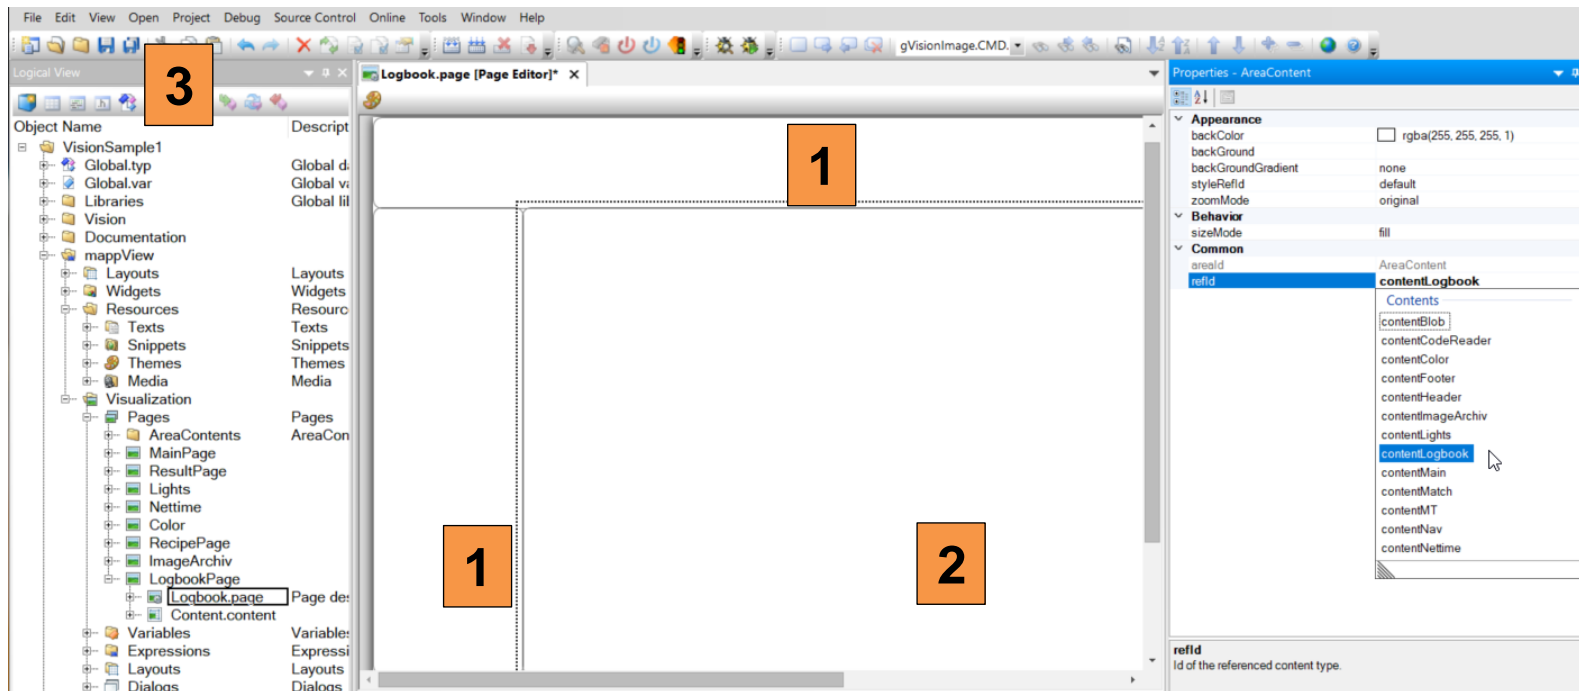 File Edit View Open Project Debug Source Control Online Tools Window Help
gVisionImage.CMD.
Logical View
3
Object Name Descript
VisionSample1
Global.typ Global da
Global.var Global va
Libraries Global lil
Vision
Documentation
mappView
Layouts Layouts
Widgets Widgets
Resources Resourc
Texts Texts
Snippets Snippets
Themes Themes
Media Media
Visualization
Pages Pages
AreaContents AreaCon
MainPage
ResultPage
Lights
Nettime
Color
RecipePage
ImageArchiv
LogbookPage
Logbook.page Page des
Content.content
Variables Variables
Expressions Expressi
Layouts Layouts
Dialogs Dialogs
Logbook.page [Page Editor]*
1
1
2
Properties - AreaContent
Appearance
backColor rgba(255, 255, 255, 1)
backGround
backGroundGradient none
styleRefId default
zoomMode original
Behavior
sizeMode fill
Common
areaId AreaContent
refId contentLogbook
Contents
contentBlob
contentCodeReader
contentColor
contentFooter
contentHeader
contentImageArchiv
contentLights
contentLogbook
contentMain
contentMatch
contentMT
contentNav
contentNettime
refId
Id of the referenced content type.